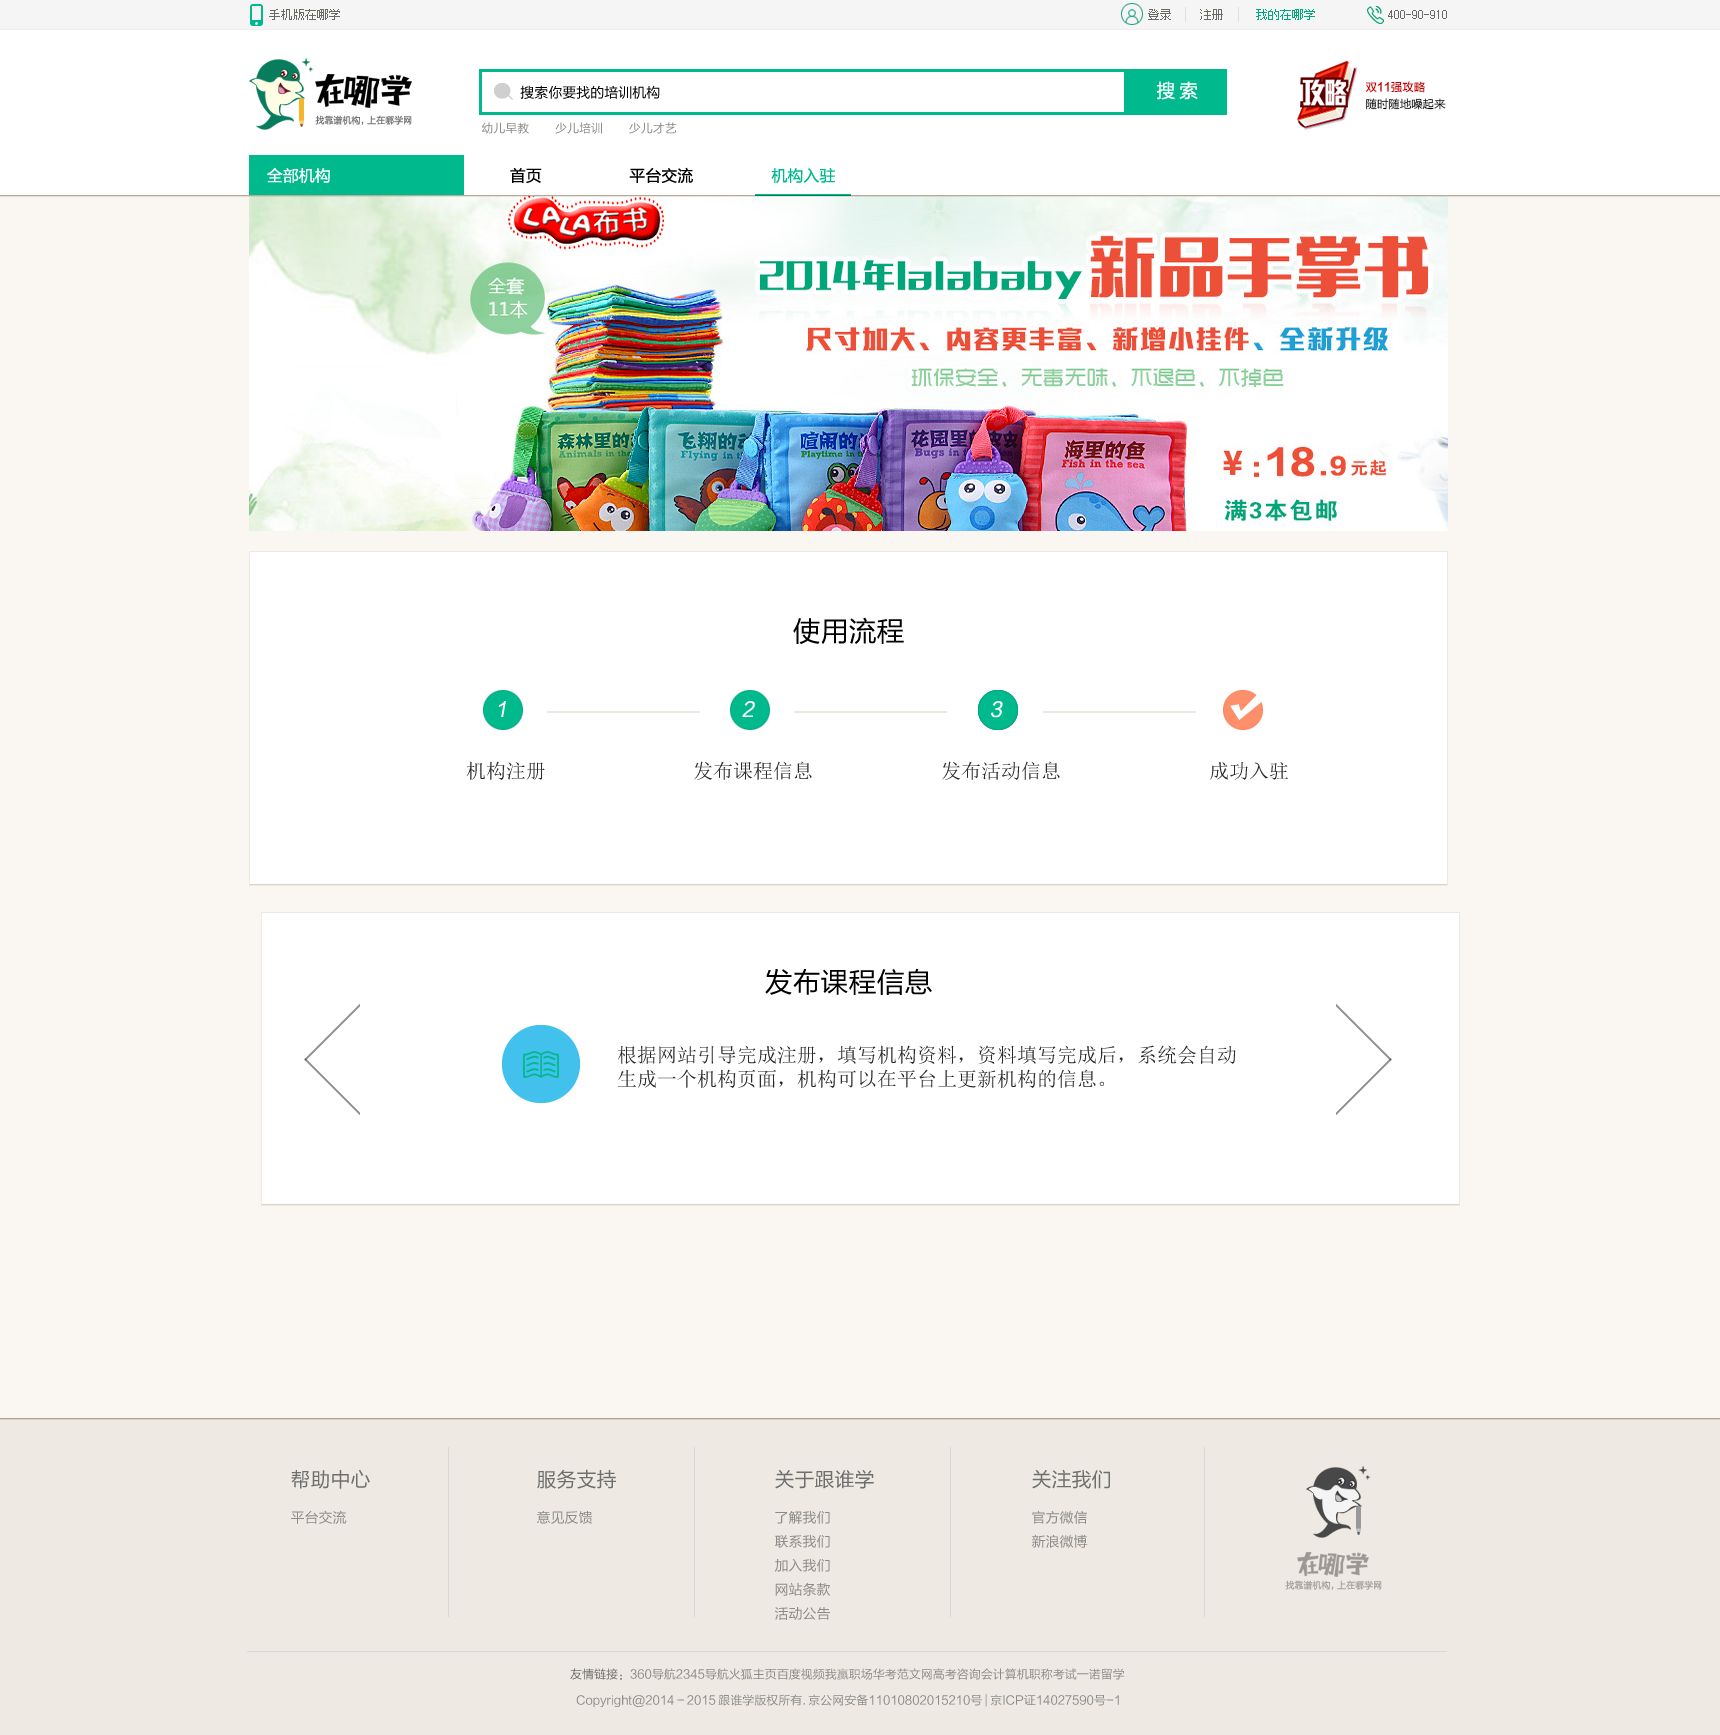 手机版在哪学
登录
注册
我的在哪学
400-90-910
在哪学
找靠谱机构，上在哪学网
搜索你要找的培训机构
搜索
幼儿早教 少儿培训 少儿才艺
攻略
双11强攻略
随时随地嗓起来
全部机构 首页 平台交流 机构入驻
LALA布书
全套
11本
2014年lalababy新品手掌书
尺寸加大、内容更丰富、新增小挂件、全新升级
环保安全、无毒无味、不退色、不掉色
森林里的
Animals in the
飞翔的
Flying in the
喧闹的
Playtime in the
花园里的
Bugs in the
海里的鱼
Fish in the sea
¥:18.9元起
满3本包邮
使用流程
1 2 3
机构注册 发布课程信息 发布活动信息 成功入驻
发布课程信息
根据网站引导完成注册，填写机构资料，资料填写完成后，系统会自动
生成一个机构页面，机构可以在平台上更新机构的信息。
帮助中心
平台交流
服务支持
意见反馈
关于跟谁学
了解我们
联系我们
加入我们
网站条款
活动公告
关注我们
官方微信
新浪微博
在哪学
找靠谱机构，上在哪学网
友情链接：360导航2345导航火狐主页百度视频我赢职场华考范文网高考咨询会计算机职称考试一诺留学
Copyright@2014-2015 跟谁学版权所有. 京公网安备11010802015210号 | 京ICP证14027590号-1